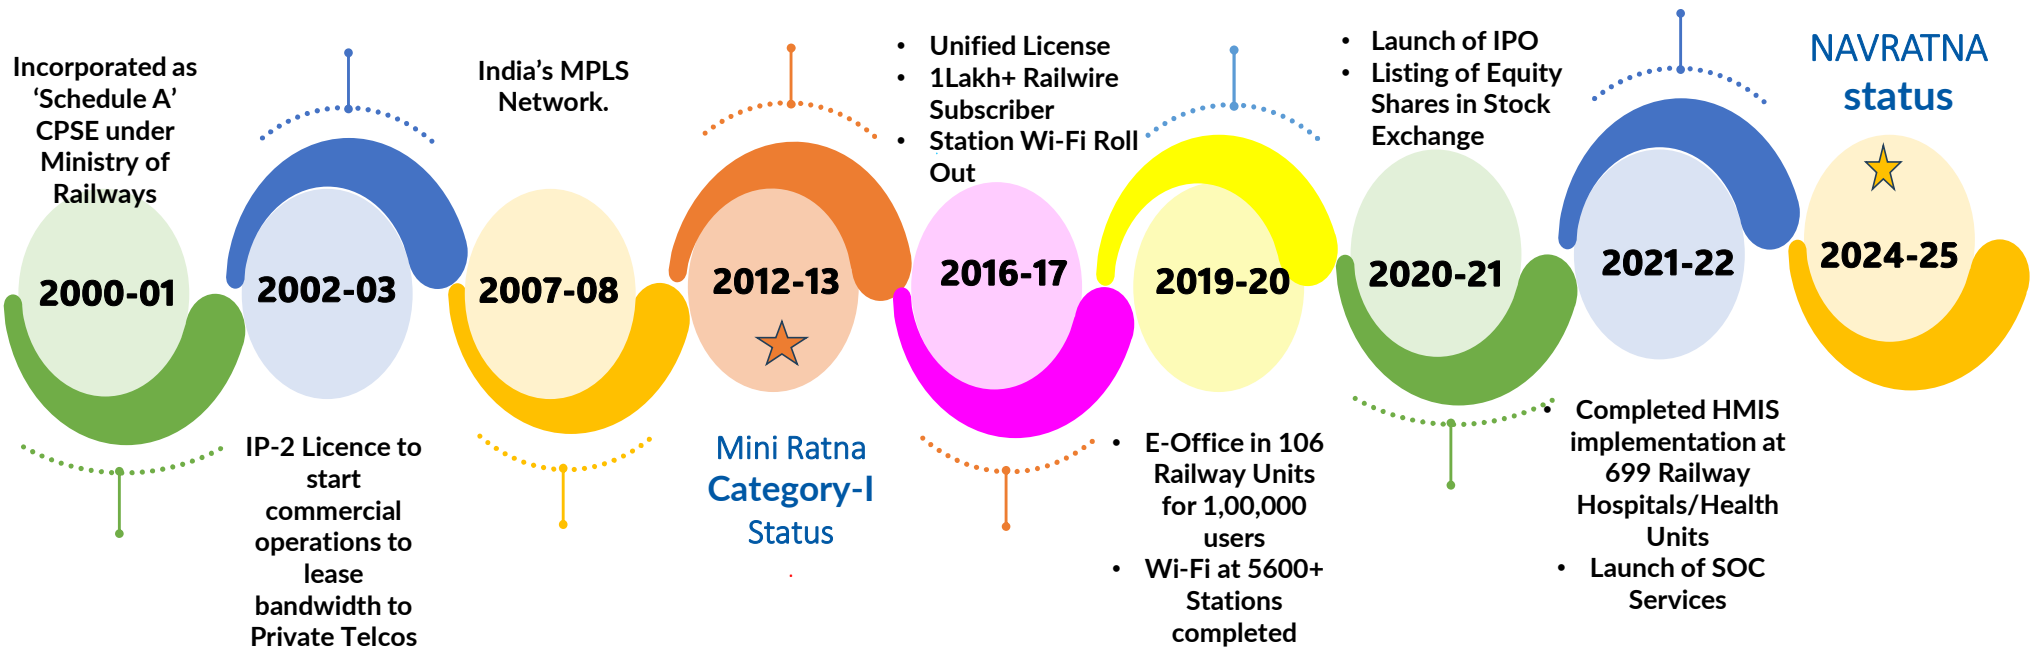 Incorporated as
‘Schedule A’
CPSE under
Ministry of
Railways
2000-01
2002-03
IP-2 Licence to
start
commercial
operations to
lease
bandwidth to
Private Telcos
India’s MPLS
Network.
2007-08
2012-13
Mini Ratna
Category-I
Status
• Unified License
• 1Lakh+ Railwire
Subscriber
• Station Wi-Fi Roll
Out
2016-17
2019-20
• E-Office in 106
Railway Units
for 1,00,000
users
• Wi-Fi at 5600+
Stations
completed
• Launch of IPO
• Listing of Equity
Shares in Stock
Exchange
2020-21
2021-22
• Completed HMIS
implementation at
699 Railway
Hospitals/Health
Units
• Launch of SOC
Services
NAVRATNA
status
2024-25